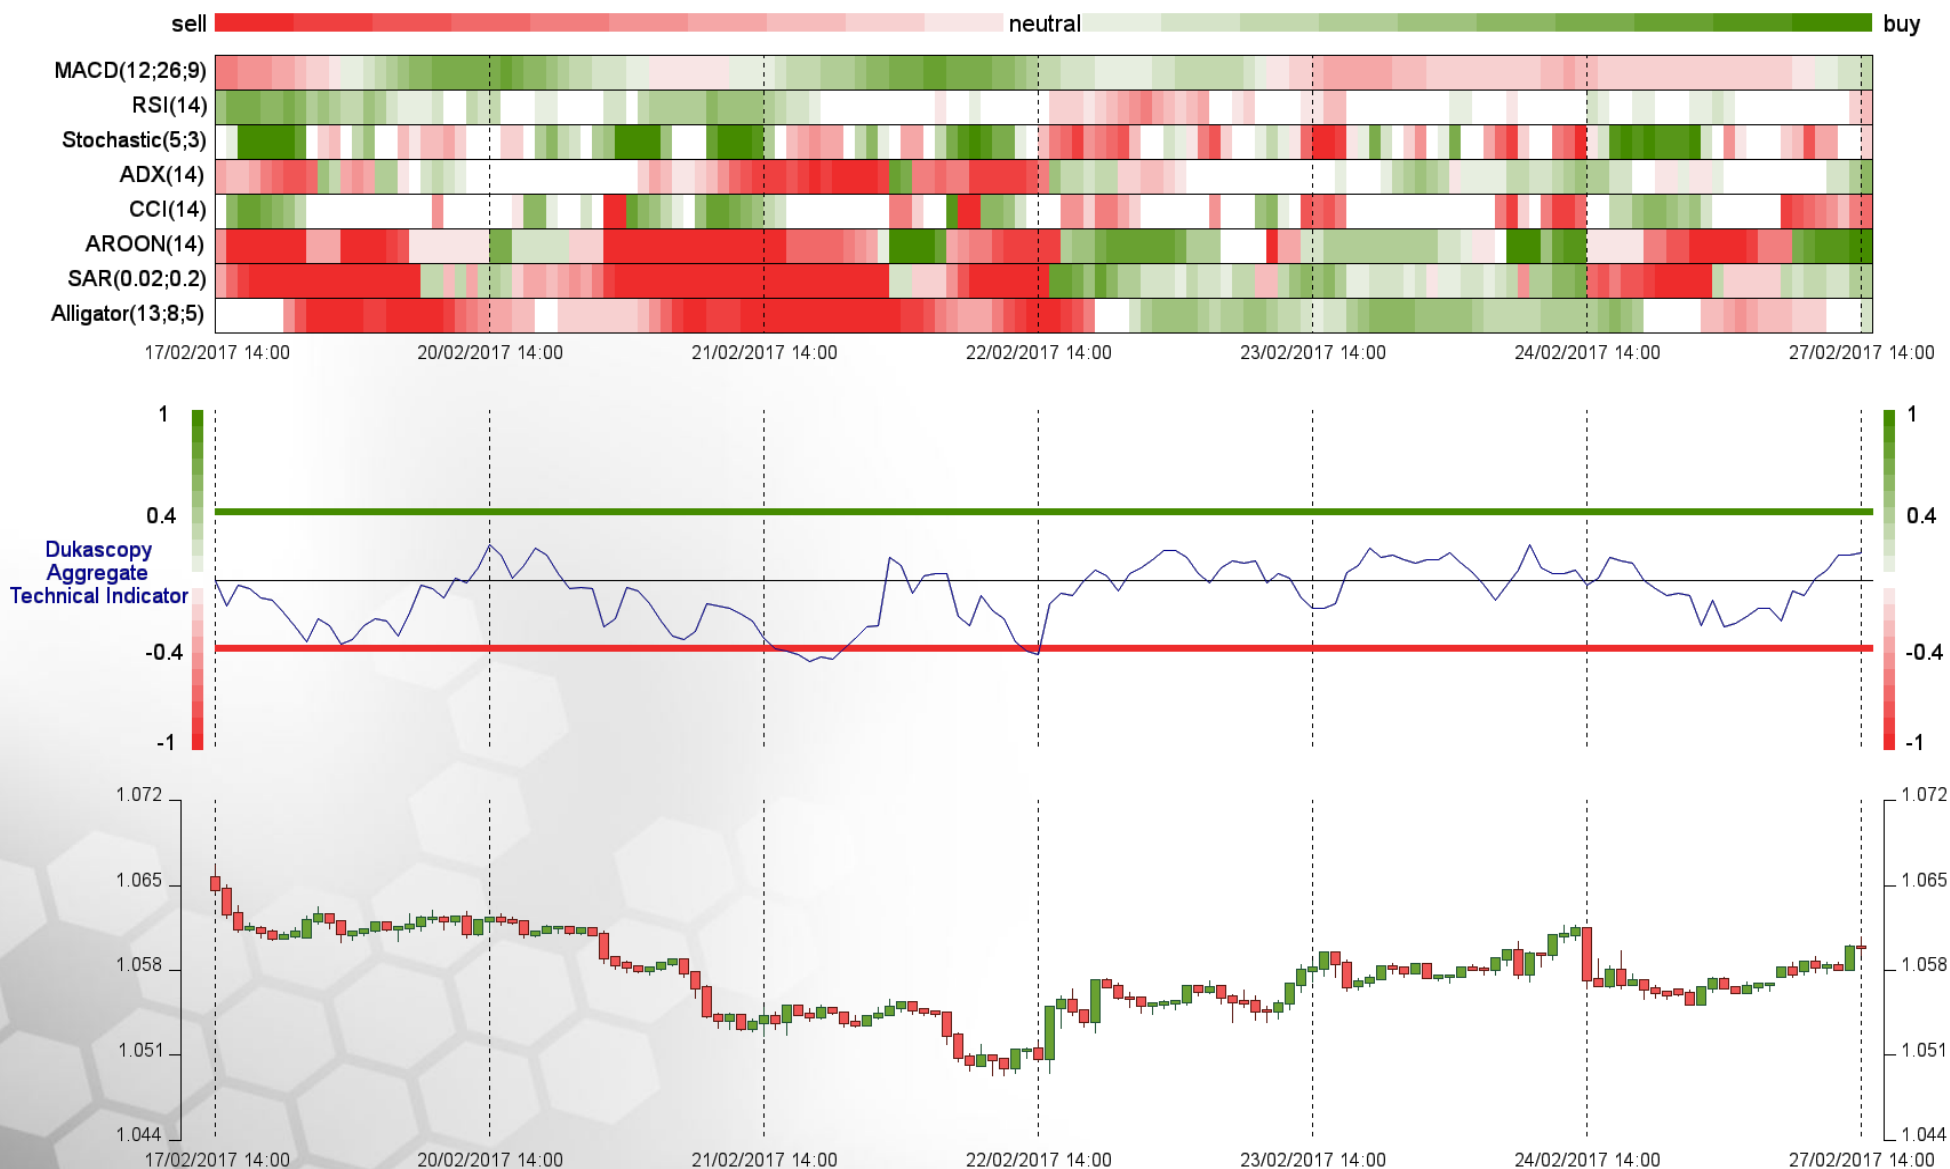 sell neutral buy
MACD(12;26;9)
RSI(14)
Stochastic(5;3)
ADX(14)
CCI(14)
AROON(14)
SAR(0.02;0.2)
Alligator(13;8;5)
17/02/2017 14:00 20/02/2017 14:00 21/02/2017 14:00 22/02/2017 14:00 23/02/2017 14:00 24/02/2017 14:00 27/02/2017 14:00
1 1
0.4 0.4
Dukascopy
Aggregate
Technical Indicator
-0.4 -0.4
-1 -1
1.072 1.072
1.065 1.065
1.058 1.058
1.051 1.051
1.044 1.044
17/02/2017 14:00 20/02/2017 14:00 21/02/2017 14:00 22/02/2017 14:00 23/02/2017 14:00 24/02/2017 14:00 27/02/2017 14:00